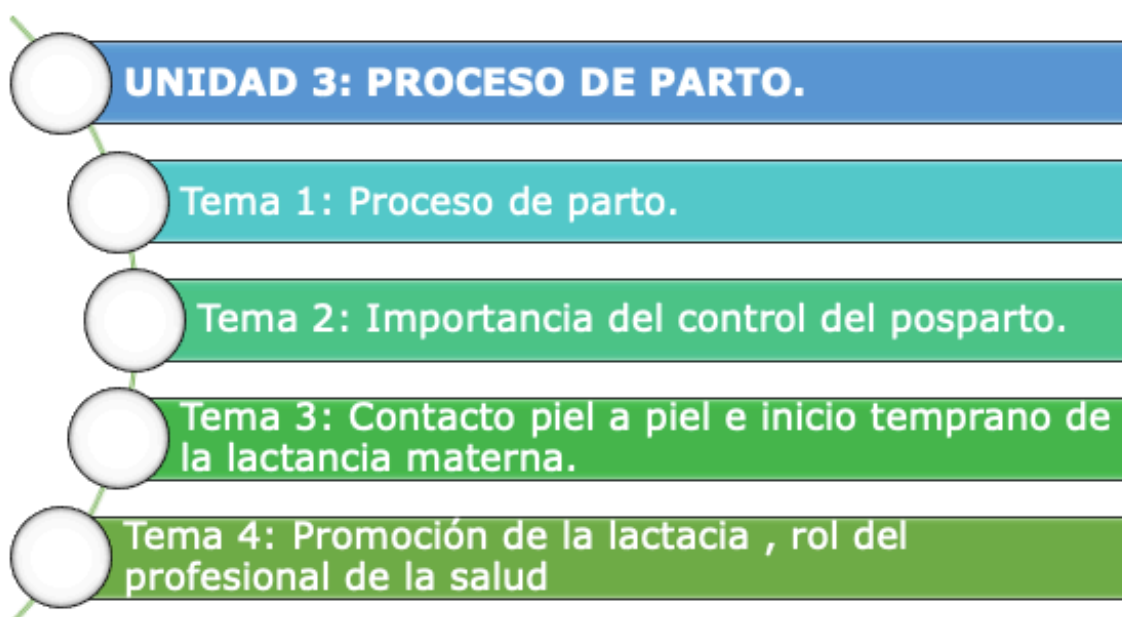 UNIDAD 3: PROCESO DE PARTO.
Tema 1: Proceso de parto.
Tema 2: Importancia del control del posparto.
Tema 3: Contacto piel a piel e inicio temprano de
la lactancia materna.
Tema 4: Promoción de la lactacia , rol del
profesional de la salud